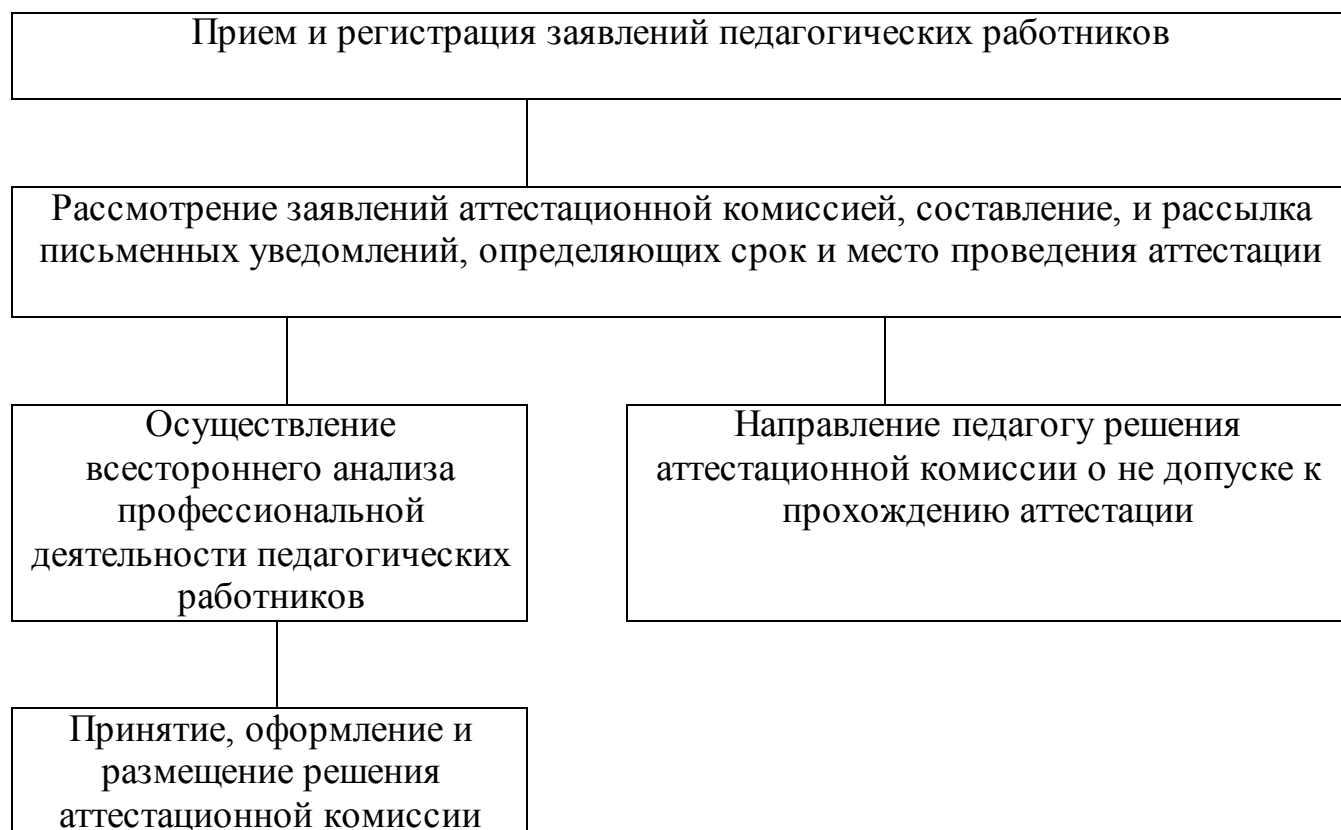 Прием и регистрация заявлений педагогических работников
Рассмотрение заявлений аттестационной комиссией, составление, и рассылка
письменных уведомлений, определяющих срок и место проведения аттестации
Осуществление
всестороннего анализа
профессиональной
деятельности педагогических
работников
Направление педагогу решения
аттестационной комиссии о не допуске к
прохождению аттестации
Принятие, оформление и
размещение решения
аттестационной комиссии